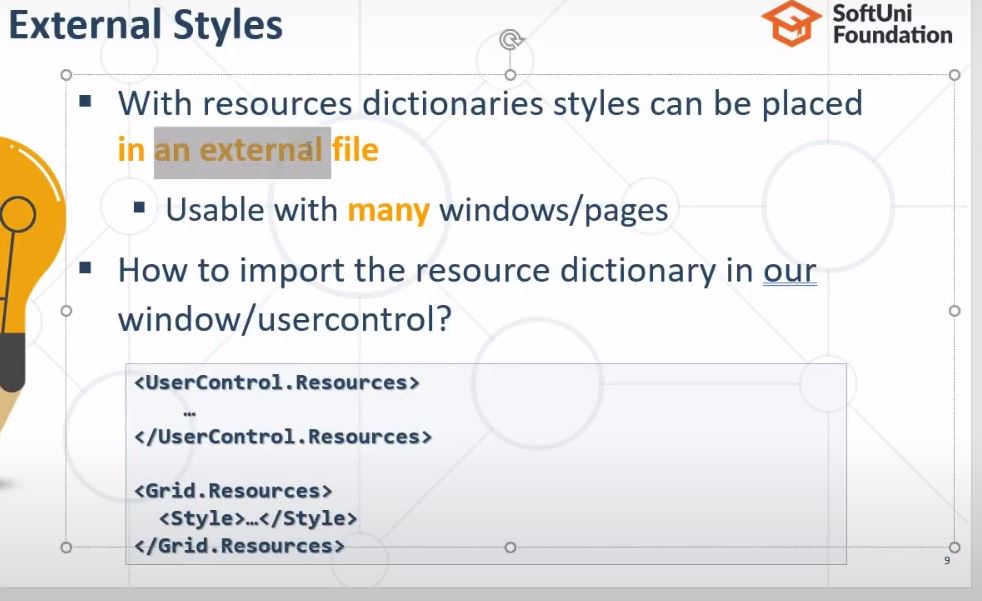 External Styles
SoftUni
Foundation
▪ With resources dictionaries styles can be placed
in an external file
▪ Usable with many windows/pages
▪ How to import the resource dictionary in our
window/usercontrol?
<UserControl.Resources>
…
</UserControl.Resources>
<Grid.Resources>
<Style>…</Style>
</Grid.Resources>
9